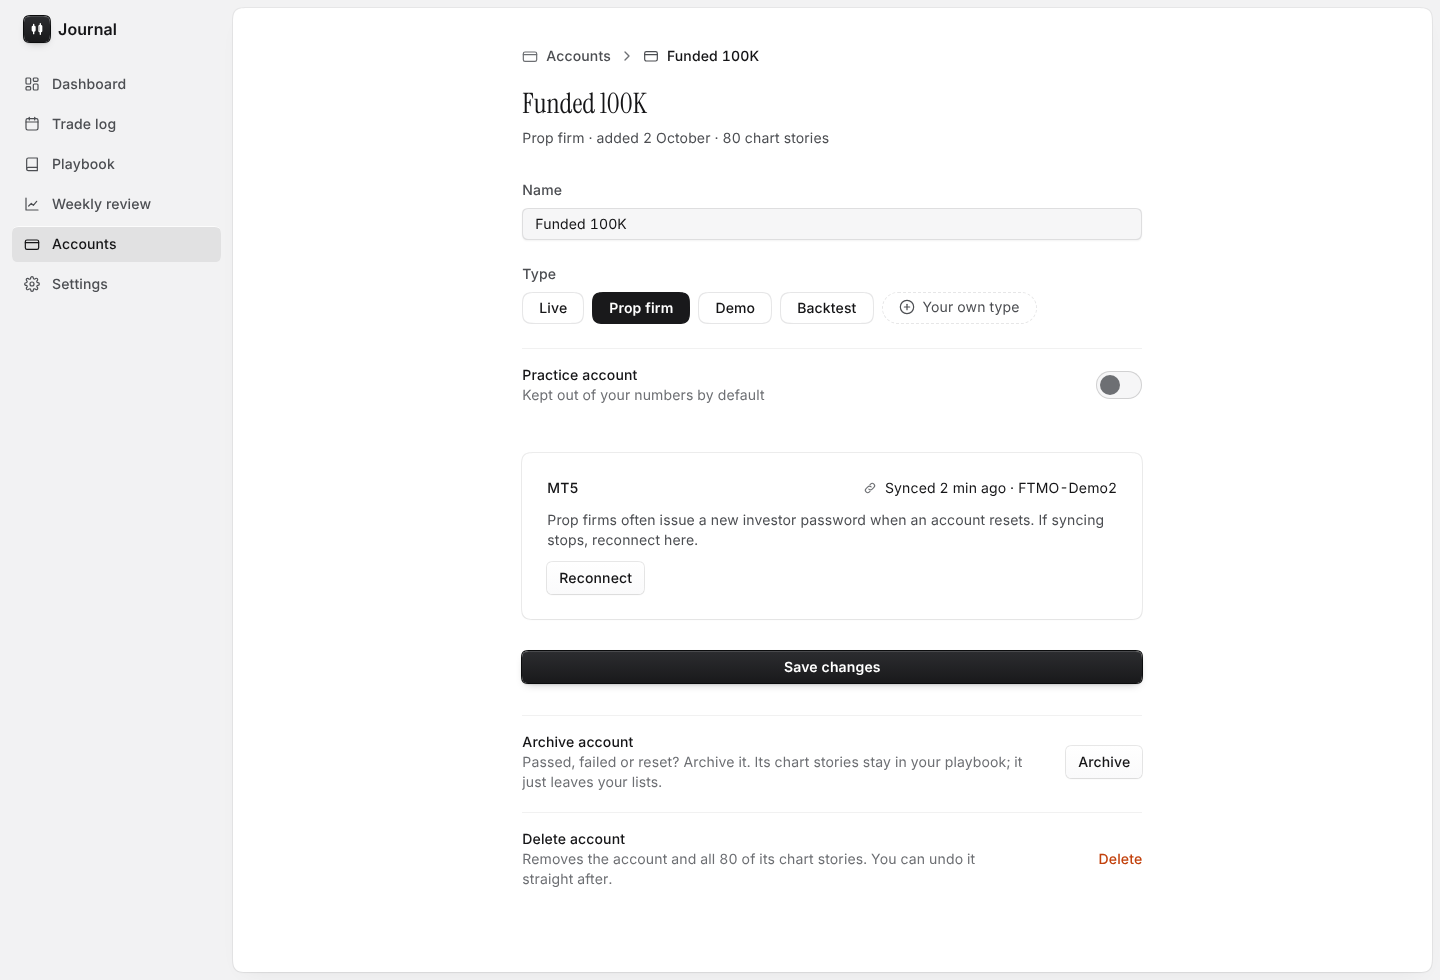 Journal
Dashboard
Trade log
Playbook
Weekly review
Accounts
Settings
Accounts > Funded 100K
Funded 100K
Prop firm · added 2 October · 80 chart stories
Name
Funded 100K
Type
Live
Prop firm
Demo
Backtest
Your own type
Practice account
Kept out of your numbers by default
MT5
Synced 2 min ago · FTMO-Demo2
Prop firms often issue a new investor password when an account resets. If syncing
stops, reconnect here.
Reconnect
Save changes
Archive account
Passed, failed or reset? Archive it. Its chart stories stay in your playbook; it
just leaves your lists.
Archive
Delete account
Removes the account and all 80 of its chart stories. You can undo it
straight after.
Delete